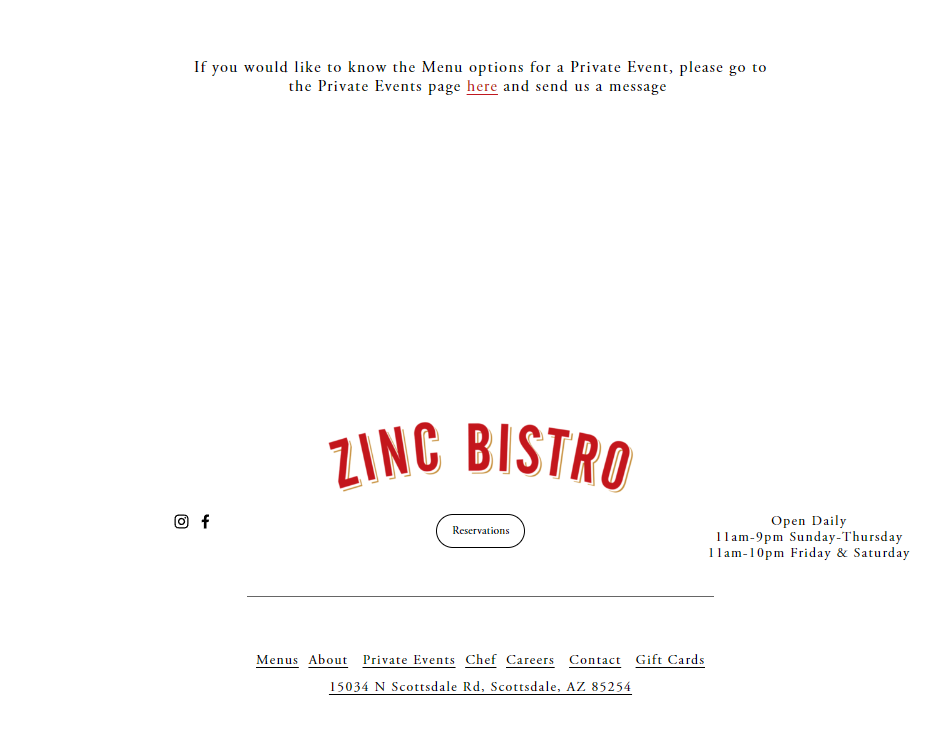 If you would like to know the Menu options for a Private Event, please go to
the Private Events page here and send us a message
ZINC BISTRO
Reservations
Open Daily
11am-9pm Sunday-Thursday
11am-10pm Friday & Saturday
Menus About Private Events Chef Careers Contact Gift Cards
15034 N Scottsdale Rd, Scottsdale, AZ 85254